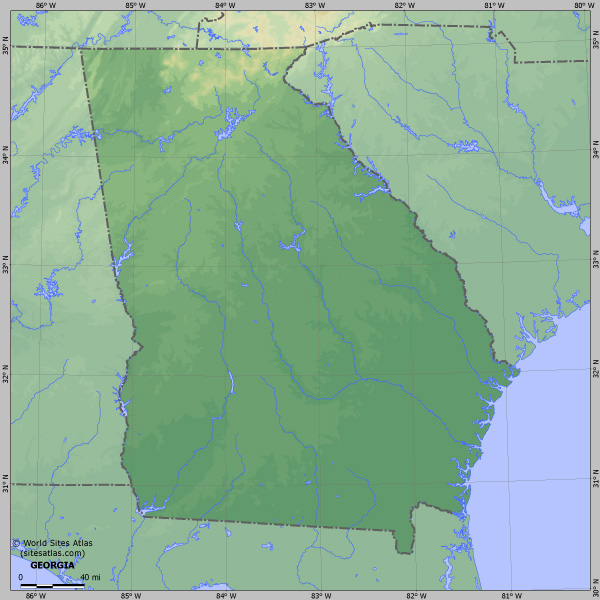 86° W 85° W 84° W 83° W 82° W 81° W 80° W
35° N 35° N
34° N 34° N
33° N 33° N
32° N 32° N
31° N 31° N
30° N
© World Sites Atlas
(sitesatlas.com)
GEORGIA
0 40 mi
86° W 85° W 84° W 83° W 82° W 81° W